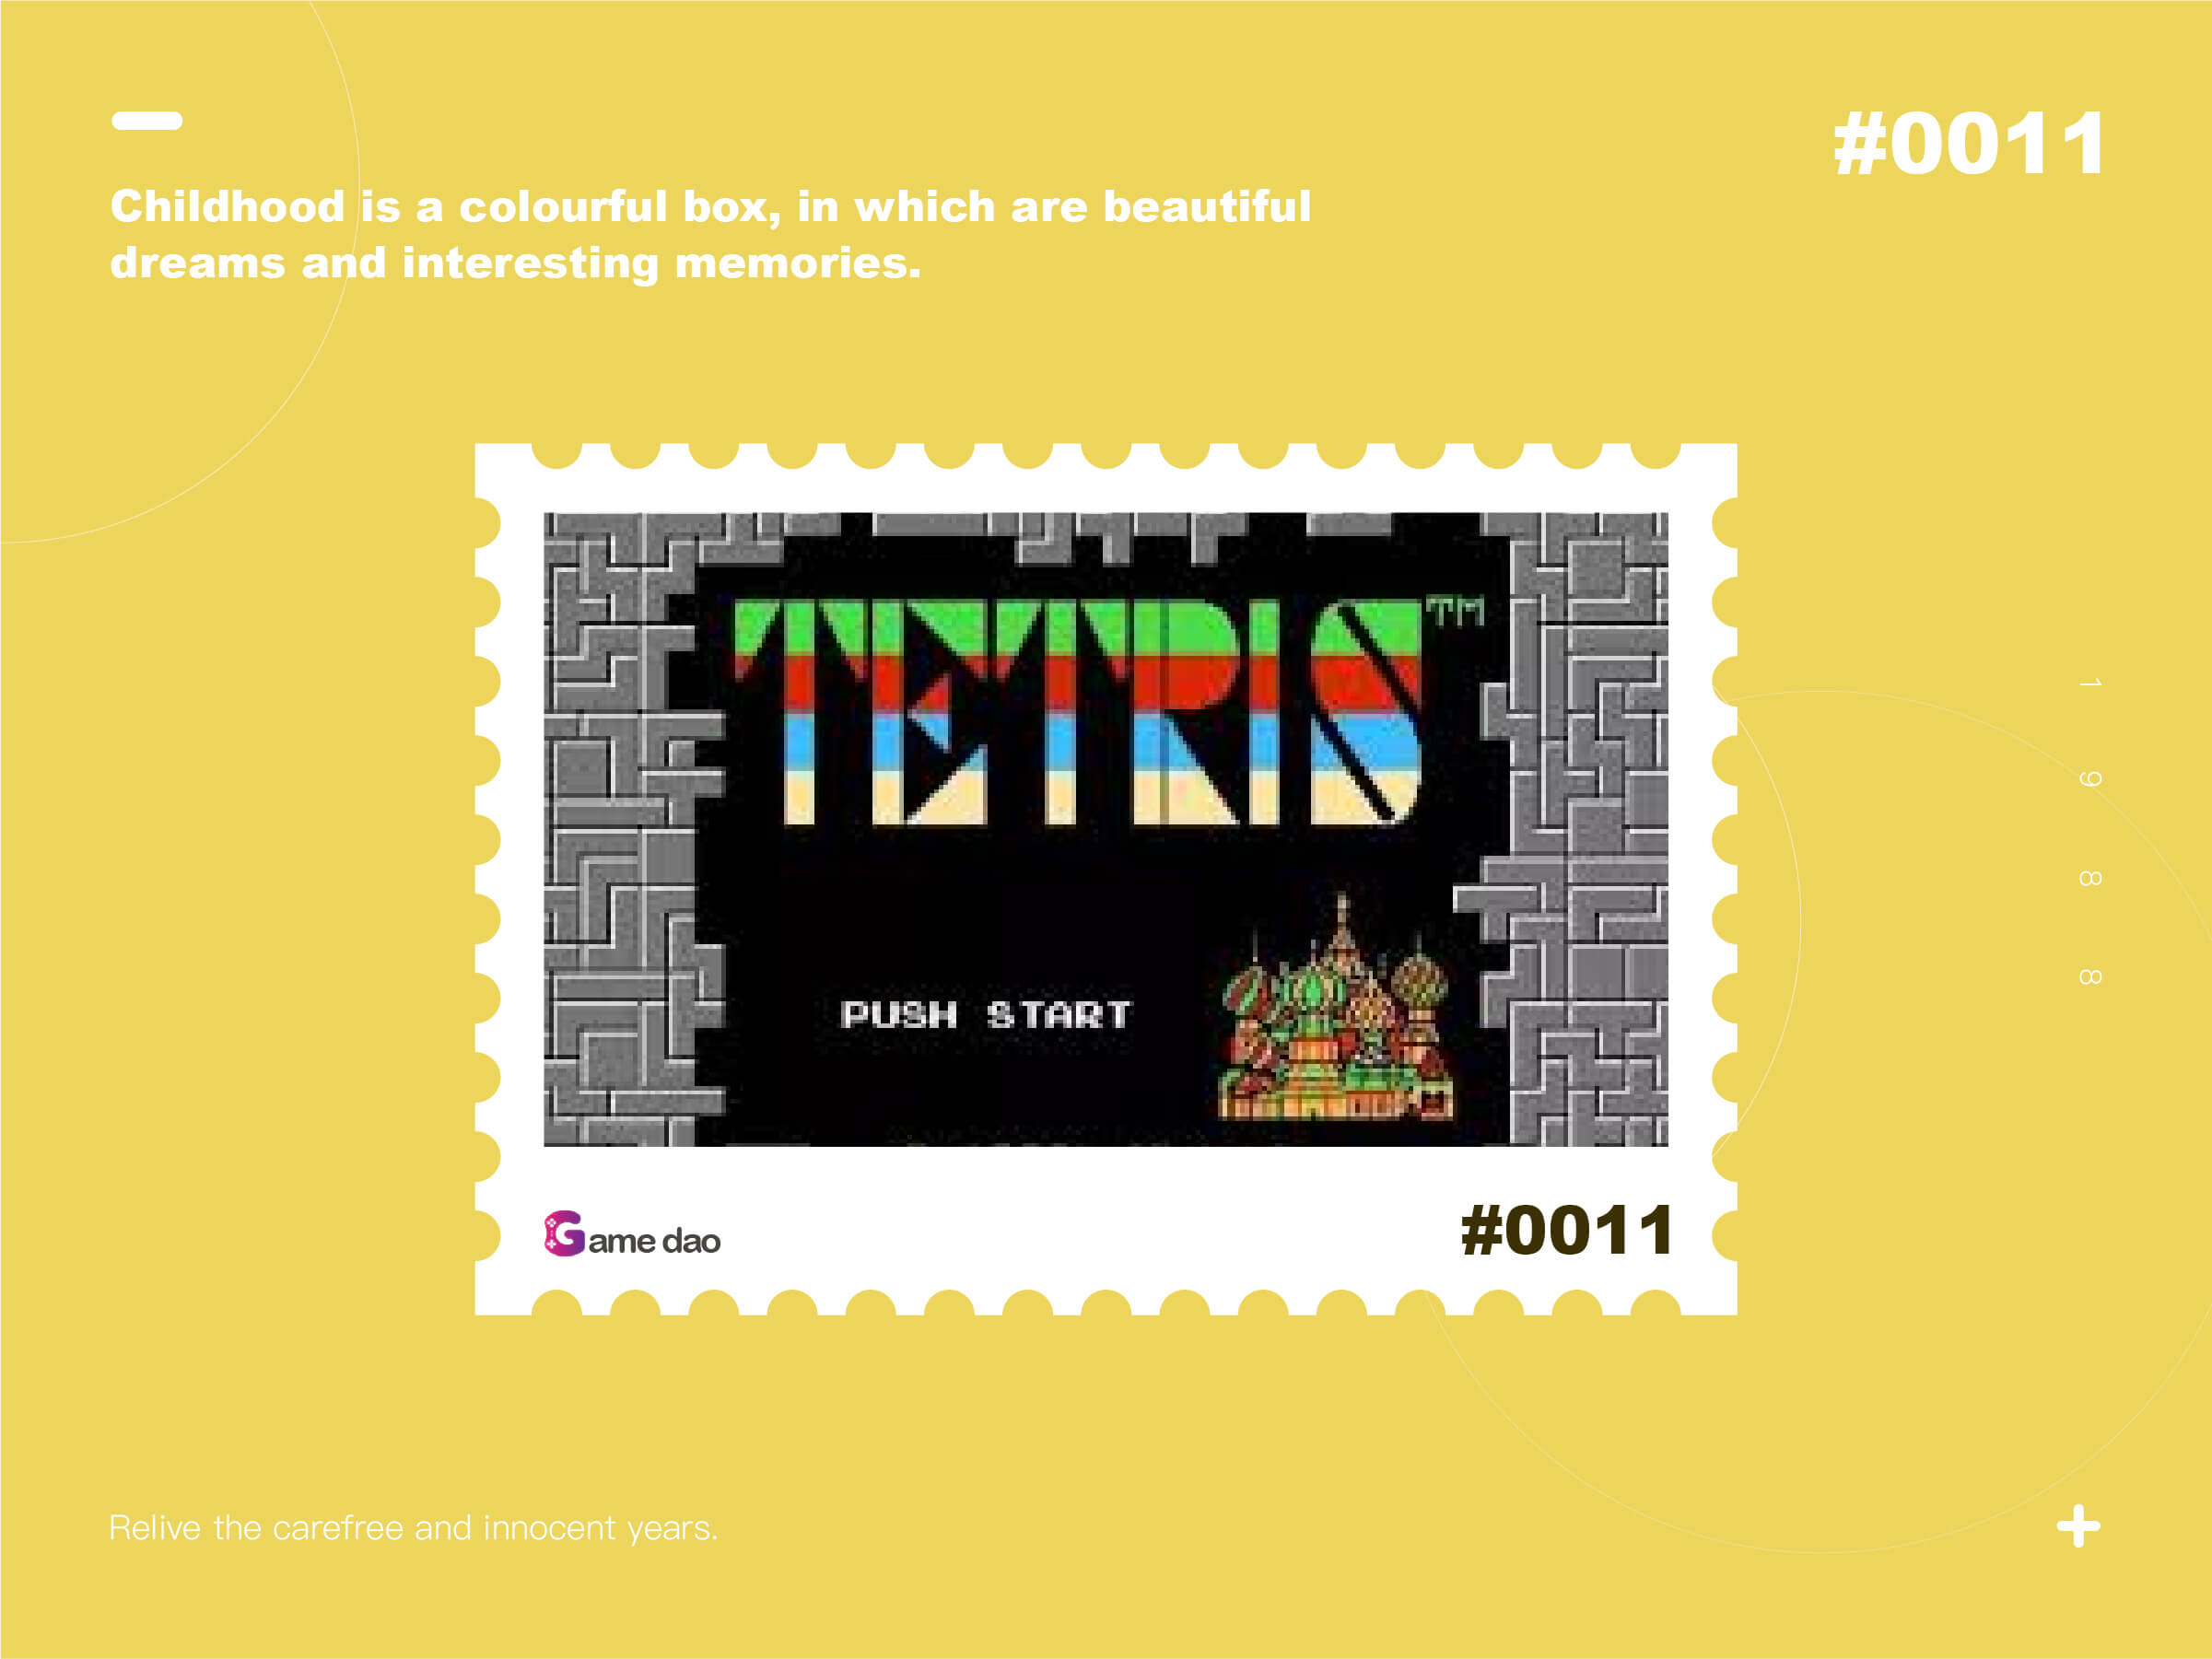 #0011
Childhood is a colourful box, in which are beautiful
dreams and interesting memories.
TETRIS™
PUSH START
Game dao
#0011
1988
Relive the carefree and innocent years.